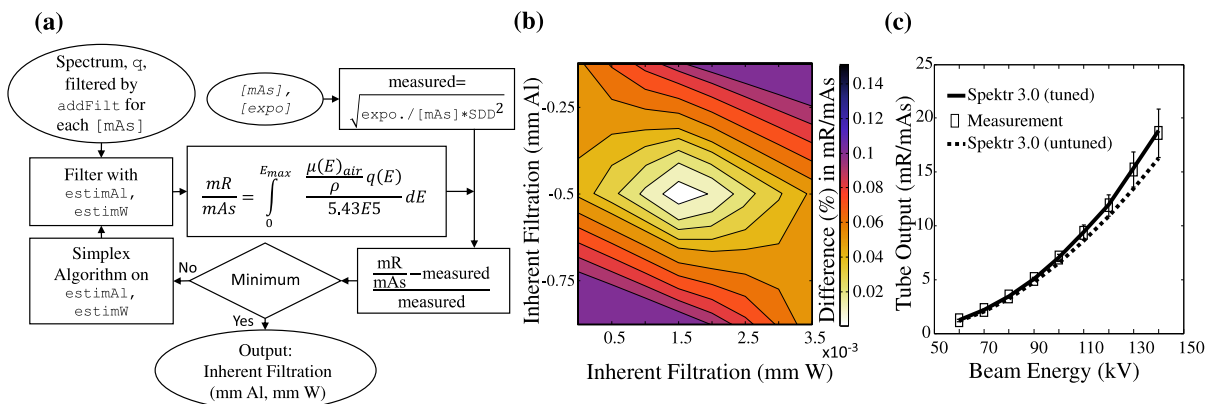 (a)
Spectrum, q,
filtered by
addFilt for
each [mAs]
[mAs],
[expo]
measured=
√expo./[mAs]*SDD²
Filter with
estimAl,
estimW
mR/mAs = ∫₀^Emax (μ(E)air/ρ q(E))/5,43E5 dE
Simplex
Algorithm on
estimAl,
estimW
No
Minimum
Yes
mR/mAs −measured
measured
Output:
Inherent Filtration
(mm Al, mm W)
(b)
Inherent Filtration (mm Al)
-0.25
-0.5
-0.75
0.5
1
1.5
2
2.5
3
3.5
x10⁻³
Inherent Filtration (mm W)
0.14
0.12
0.10
0.08
0.06
0.04
0.02
Difference (%) in mR/mAs
(c)
Tube Output (mR/mAs)
25
20
15
10
5
0
Spektr 3.0 (tuned)
Measurement
Spektr 3.0 (untuned)
50
70
90
110
130
150
Beam Energy (kV)